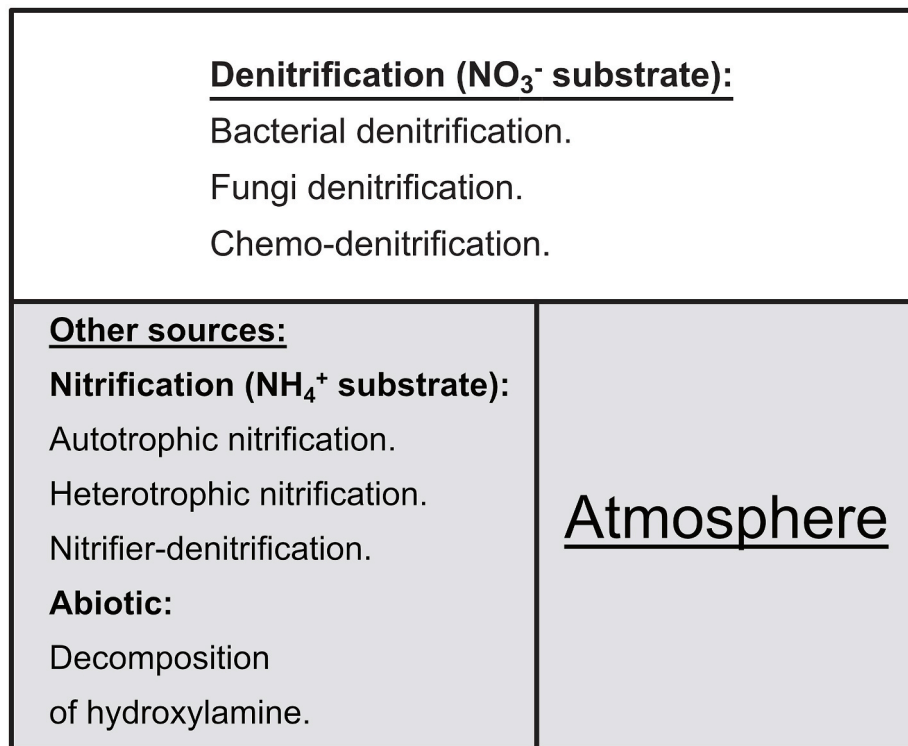 Denitrification (NO₃⁻ substrate):
Bacterial denitrification.
Fungi denitrification.
Chemo-denitrification.
Other sources:
Nitrification (NH₄⁺ substrate):
Autotrophic nitrification.
Heterotrophic nitrification.
Nitrifier-denitrification.
Abiotic:
Decomposition
of hydroxylamine.
Atmosphere